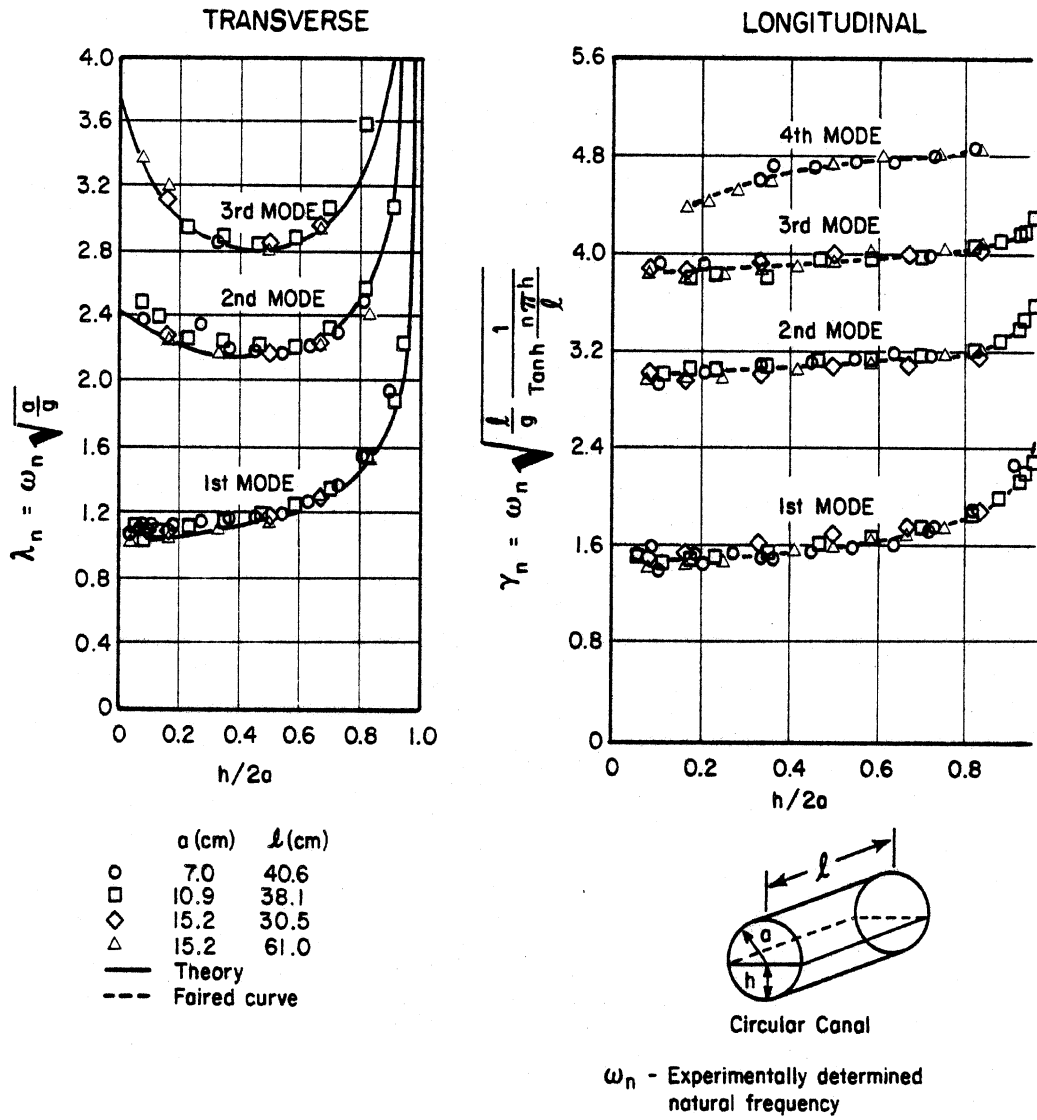 TRANSVERSE
4.0
3.6
3.2
2.8
2.4
2.0
1.6
1.2
0.8
0.4
0
3rd MODE
2nd MODE
1st MODE
λn = ωn √a/g
0 0.2 0.4 0.6 0.8 1.0
h/2a
LONGITUDINAL
5.6
4.8
4.0
3.2
2.4
1.6
0.8
0
4th MODE
3rd MODE
2nd MODE
1st MODE
γn = ωn √ℓ/g 1/Tanh nπh/ℓ
0 0.2 0.4 0.6 0.8
h/2a
a (cm) ℓ (cm)
7.0 40.6
10.9 38.1
15.2 30.5
15.2 61.0
Theory
Faired curve
ℓ
a
h
Circular Canal
ωn - Experimentally determined
natural frequency